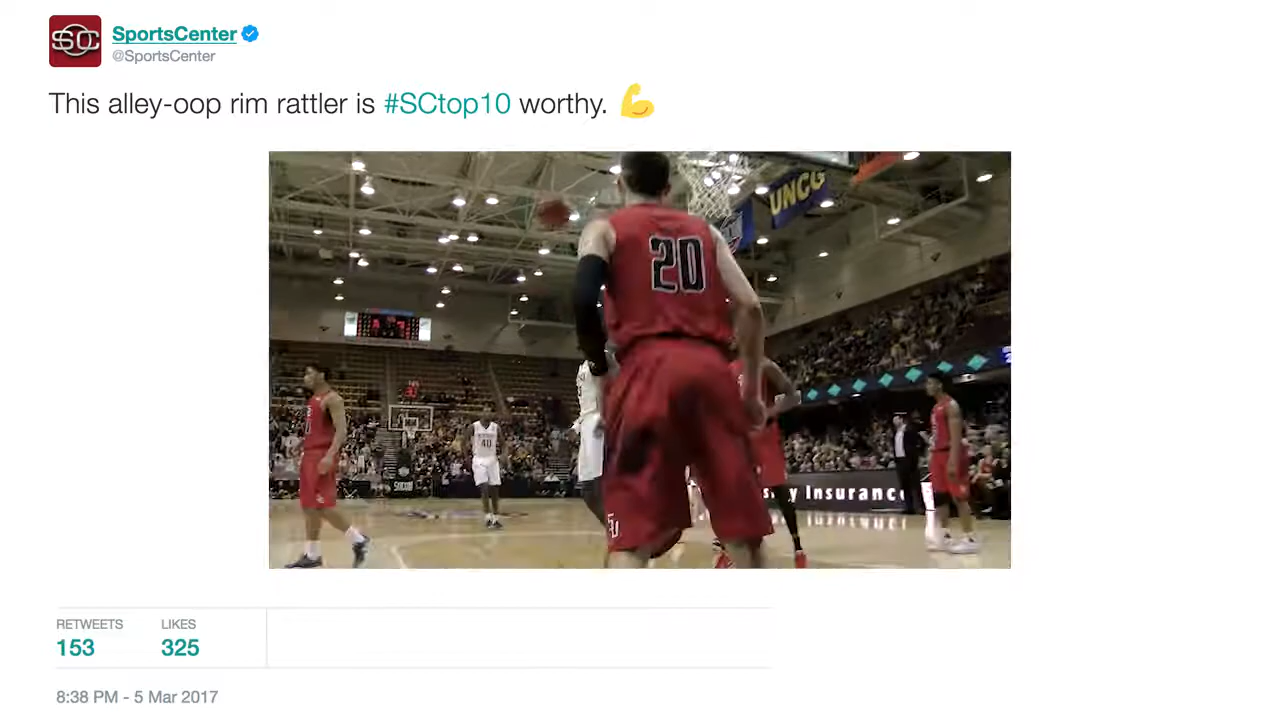 SC
SportsCenter
@SportsCenter
This alley-oop rim rattler is #SCtop10 worthy. 💪
UNCG
20
40
y Insurance
RETWEETS
LIKES
153
325
8:38 PM - 5 Mar 2017